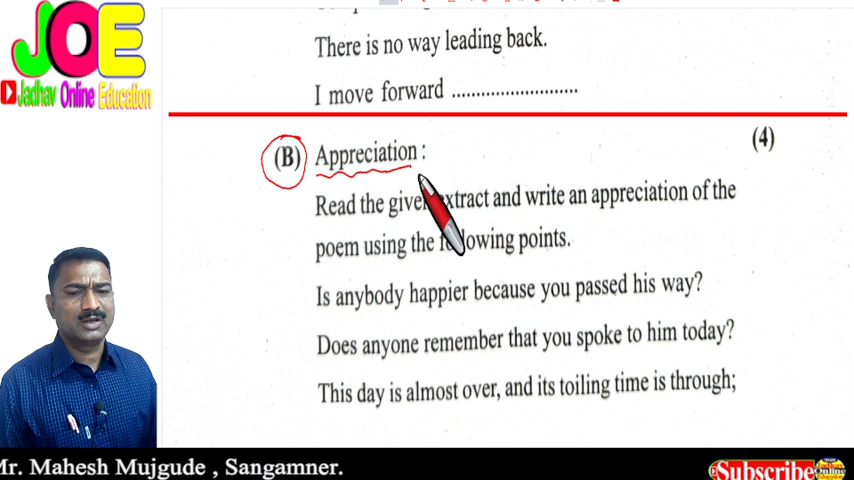 JOE
Jadhav Online Education
There is no way leading back.
I move forward ..........................
(B) Appreciation : (4)
Read the given extract and write an appreciation of the
poem using the following points.
Is anybody happier because you passed his way?
Does anyone remember that you spoke to him today?
This day is almost over, and its toiling time is through;
Mr. Mahesh Mujgude , Sangamner.
Subscribe